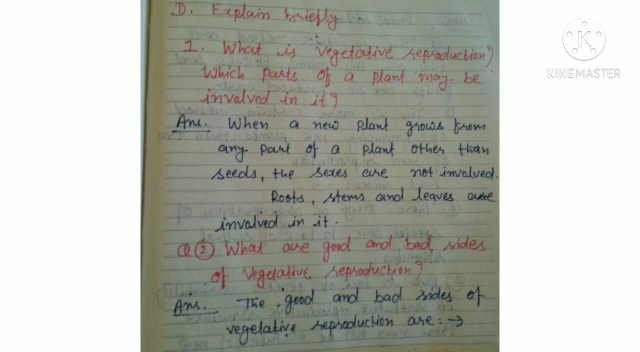 D. Explain briefly
1. What is vegetative reproduction?
Which parts of a plant may be
involved in it?
Ans. When a new plant grows from
any part of a plant other than
seeds, the sexes are not involved.
Roots, stems and leaves are
involved in it.
Q(2) What are good and bad sides
of vegetative reproduction?
Ans. The good and bad sides of
vegetative reproduction are:- →
KINEMASTER